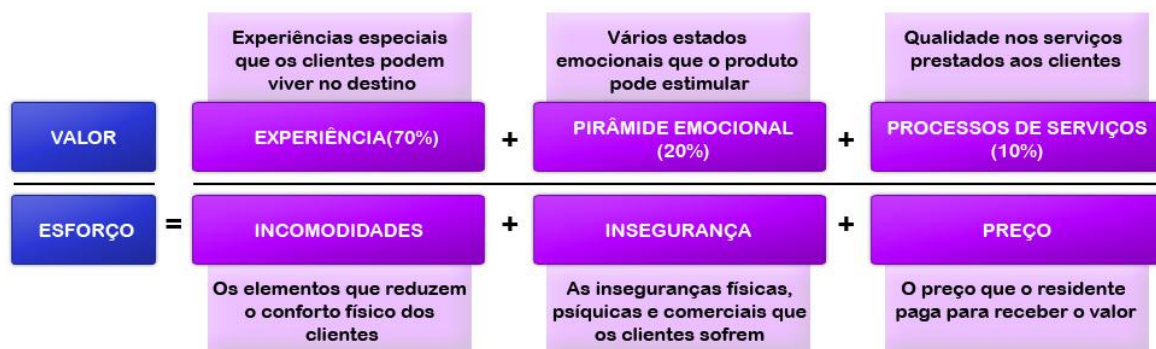 Experiências especiais
que os clientes podem
viver no destino
Vários estados
emocionais que o produto
pode estimular
Qualidade nos serviços
prestados aos clientes
VALOR
EXPERIÊNCIA(70%)
+
PIRÂMIDE EMOCIONAL
(20%)
+
PROCESSOS DE SERVIÇOS
(10%)
ESFORÇO
=
INCOMODIDADES
+
INSEGURANÇA
+
PREÇO
Os elementos que reduzem
o conforto físico dos
clientes
As inseguranças físicas,
psíquicas e comerciais que
os clientes sofrem
O preço que o residente
paga para receber o valor